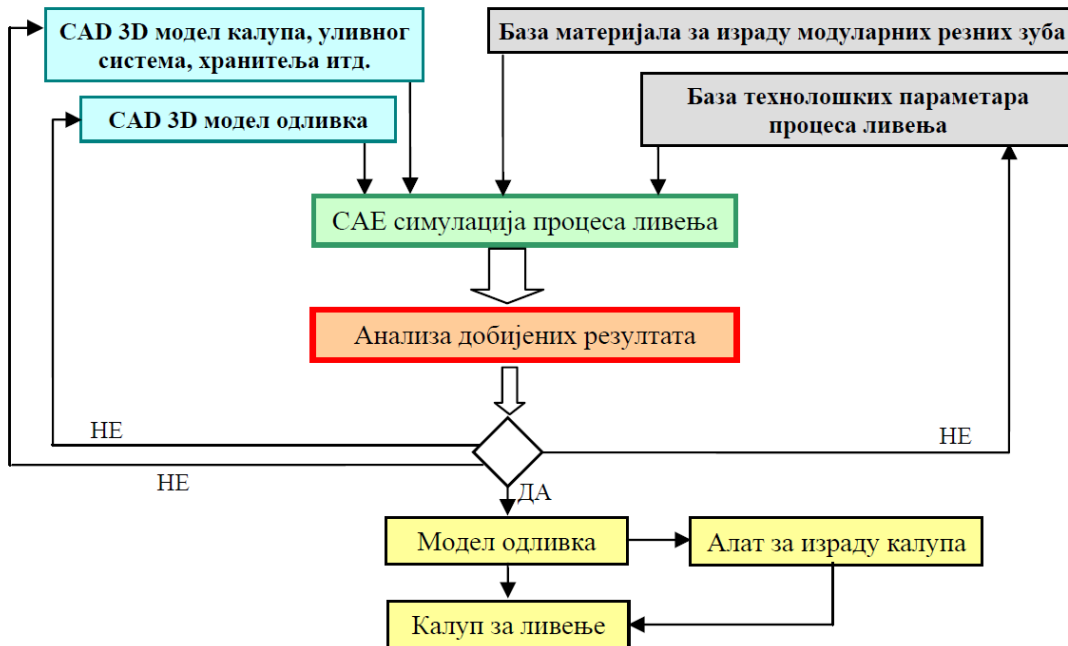 CAD 3D модел калупа, уливног
система, хранитеља итд.
База материјала за израду модуларних резних зуба
CAD 3D модел одливка
База технолошких параметара
процеса ливења
CAE симулација процеса ливења
Анализа добијених резултата
НЕ
НЕ
НЕ
ДА
Модел одливка
Алат за израду калупа
Калуп за ливење